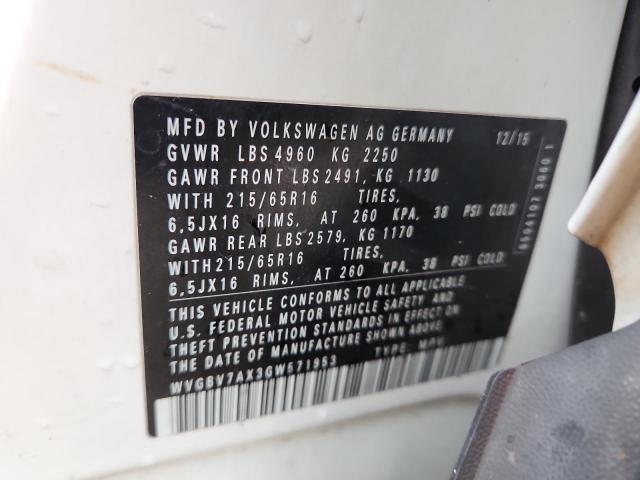 MFD BY VOLKSWAGEN AG GERMANY 12/15
GVWR LBS 4960 KG 2250
GAWR FRONT LBS 2491, KG 1130
WITH 215/65R16 TIRES,
6,5JX16 RIMS, AT 260 KPA, 38 PSI COLD
GAWR REAR LBS 2579, KG 1170
WITH 215/65R16 TIRES,
6,5JX16 RIMS, AT 260 KPA, 38 PSI COLD
THIS VEHICLE CONFORMS TO ALL APPLICABLE
U.S. FEDERAL MOTOR VEHICLE SAFETY AND
THEFT PREVENTION STANDARDS IN EFFECT ON
THE DATE OF MANUFACTURE SHOWN ABOVE
WVGBV7AX3GW571953 TYPE: MPV